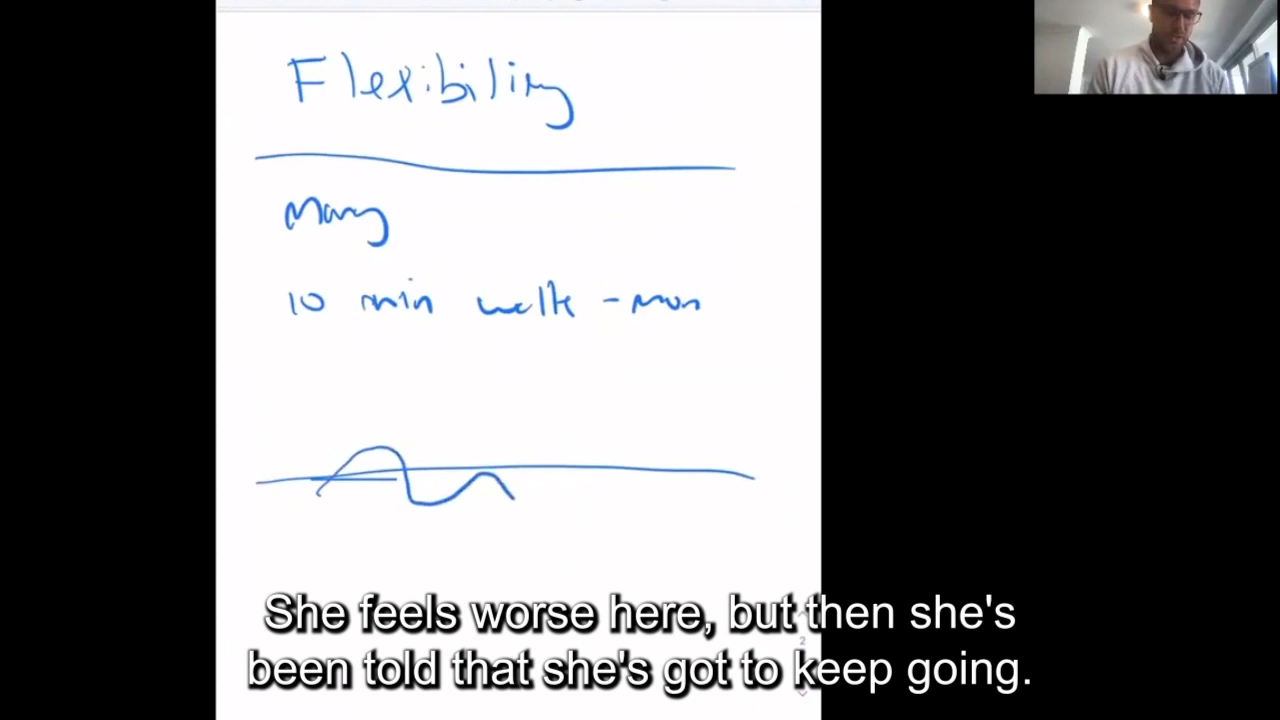 Flexibility
Mary
10 min walk - mon
She feels worse here, but then she's
been told that she's got to keep going.
2